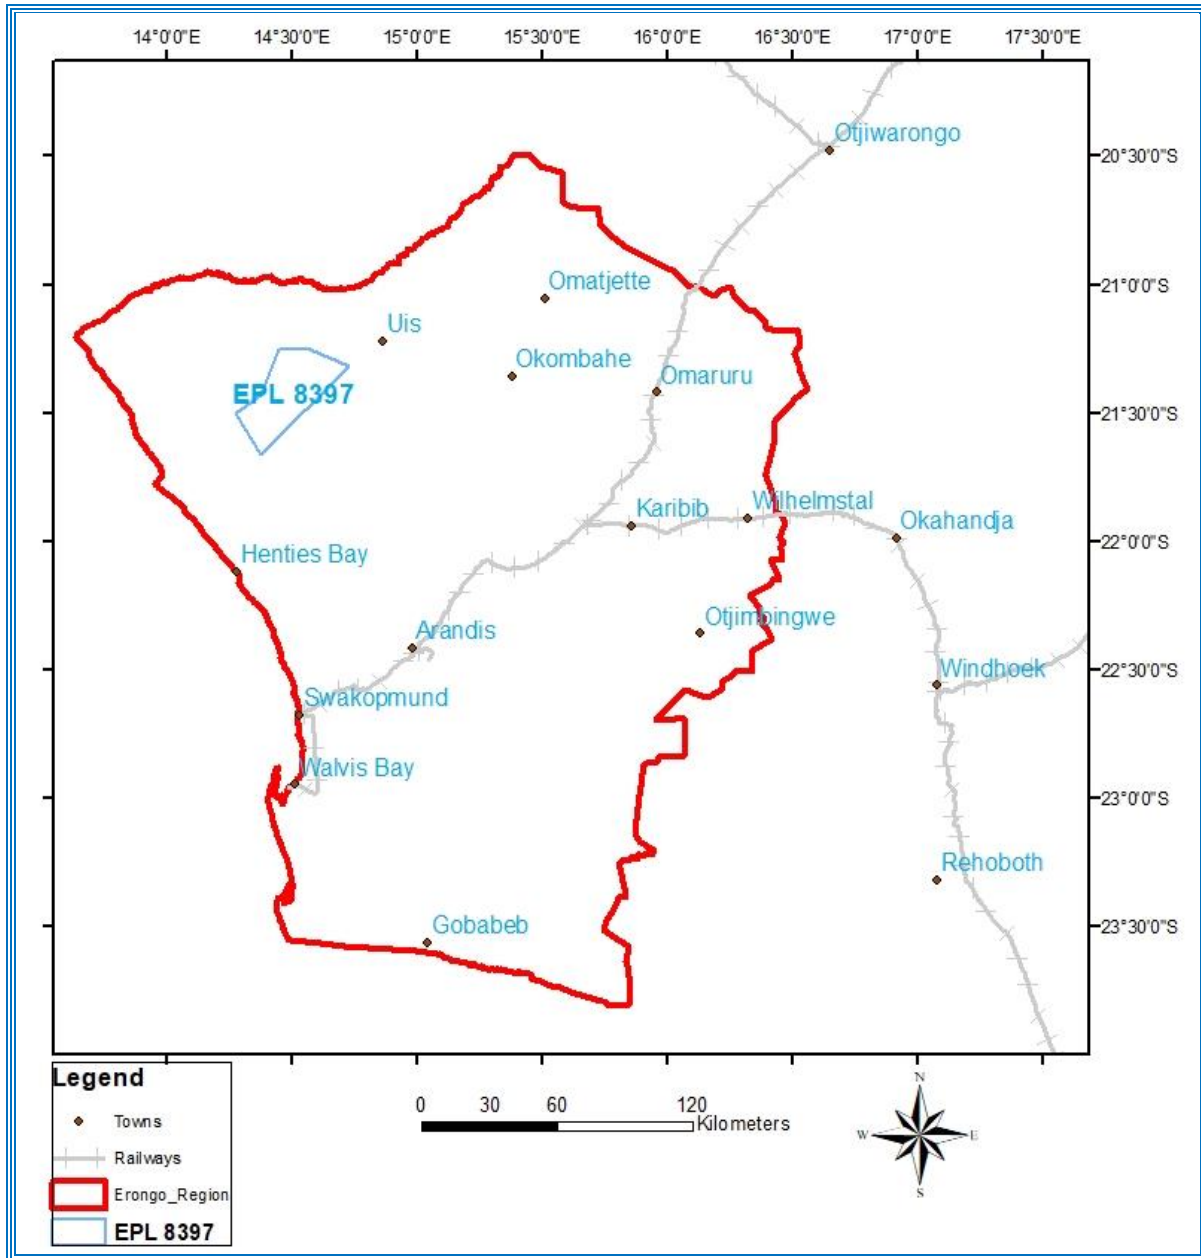 14°0'0"E 14°30'0"E 15°0'0"E 15°30'0"E 16°0'0"E 16°30'0"E 17°0'0"E 17°30'0"E
Otjiwarongo
20°30'0"S
Omatjette
21°0'0"S
Uis
Okombahe
Omaruru
EPL 8397
21°30'0"S
Karibib
Wilhelmstal
Okahandja
22°0'0"S
Henties Bay
Otjimbingwe
Arandis
Windhoek
22°30'0"S
Swakopmund
Walvis Bay
23°0'0"S
Rehoboth
Gobabeb
23°30'0"S
Legend
Towns
Railways
Erongo_Region
EPL 8397
0 30 60 120
Kilometers
N
W E
S